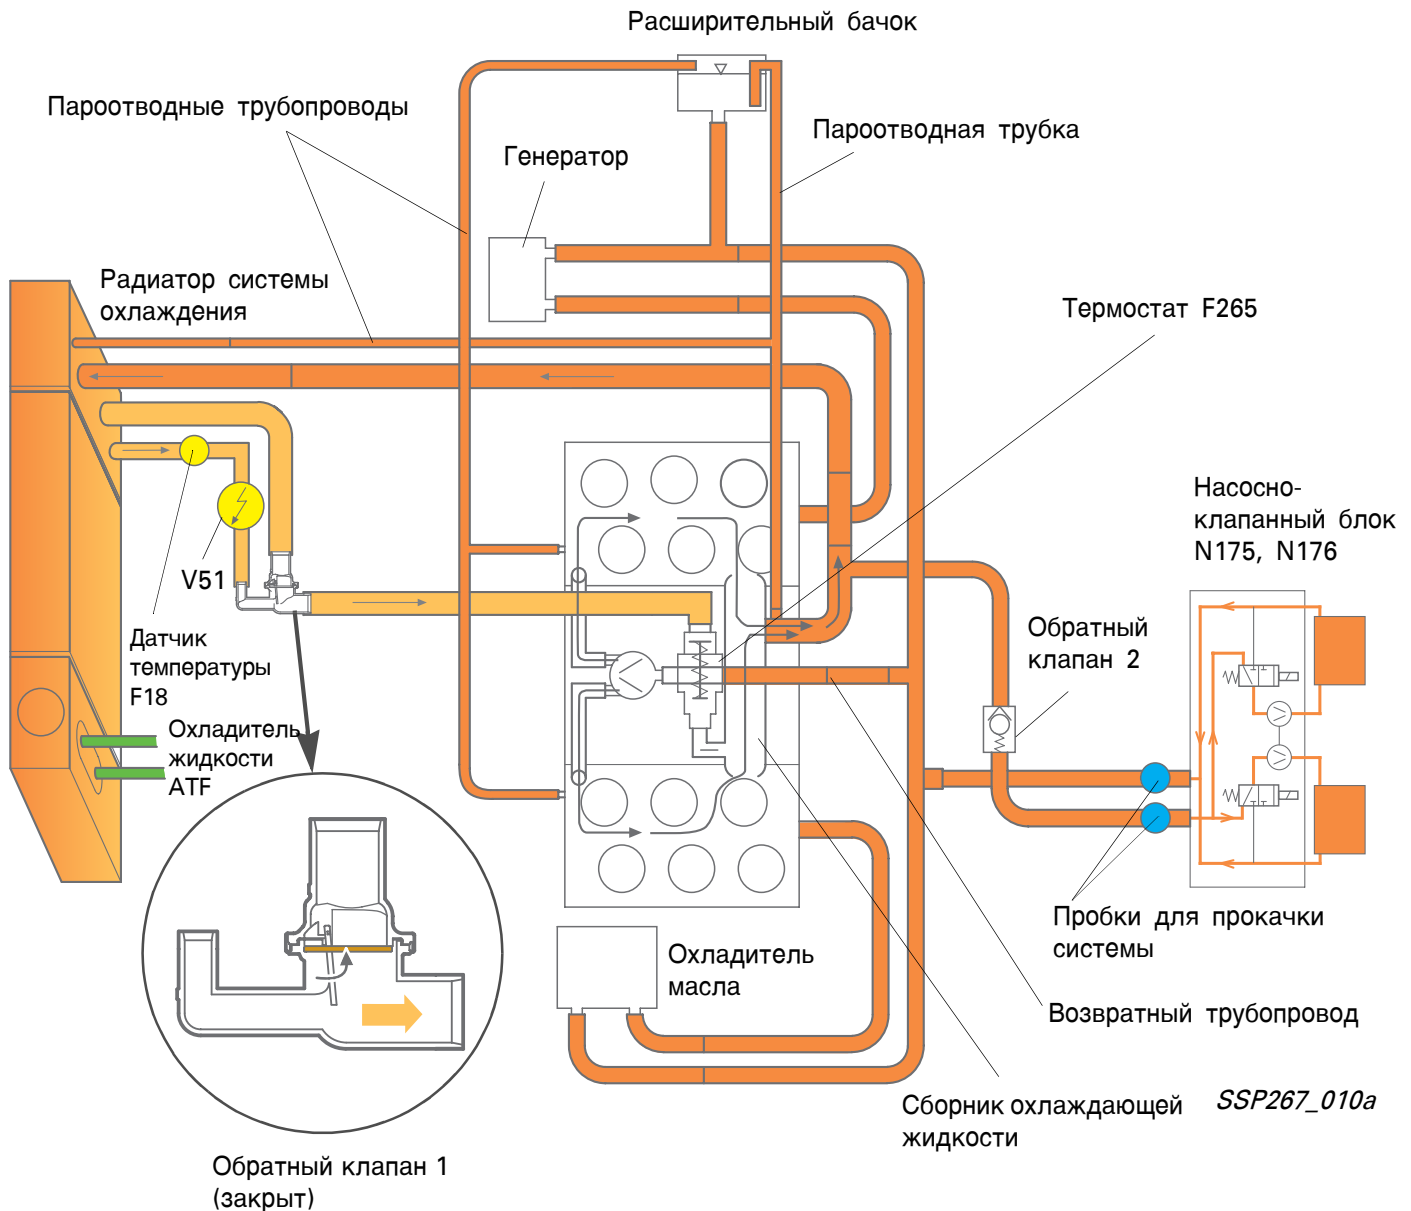 Расширительный бачок
Пароотводные трубопроводы
Пароотводная трубка
Генератор
Радиатор системы
охлаждения
Термостат F265
Насосно-
клапанный блок
N175, N176
V51
Датчик
температуры
F18
Обратный
клапан 2
Охладитель
жидкости
ATF
Пробки для прокачки
системы
Охладитель
масла
Возвратный трубопровод
Сборник охлаждающей
жидкости
SSP267_010a
Обратный клапан 1
(закрыт)